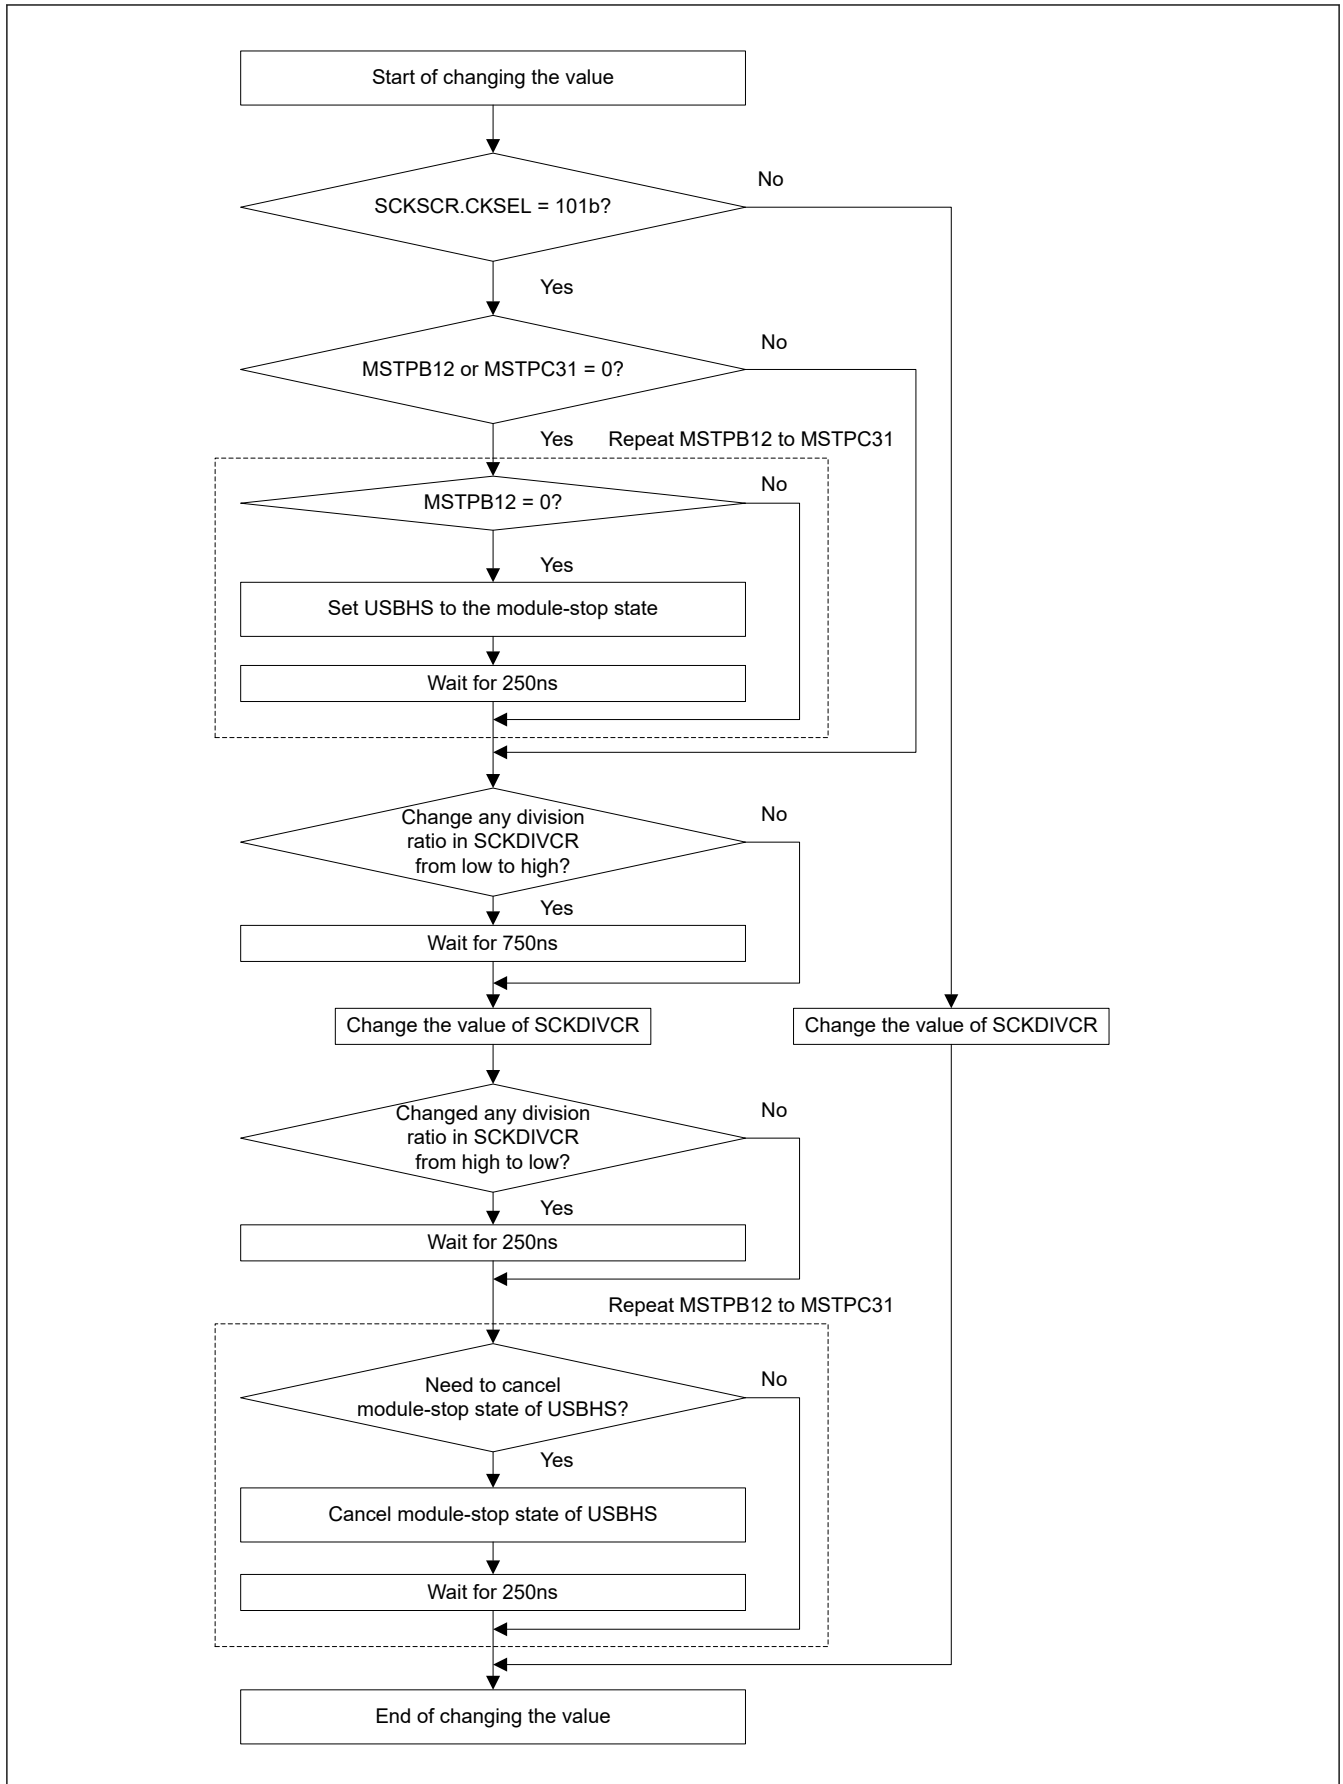 Start of changing the value
No
SCKSCR.CKSEL = 101b?
Yes
No
MSTPB12 or MSTPC31 = 0?
Yes Repeat MSTPB12 to MSTPC31
No
MSTPB12 = 0?
Yes
Set USBHS to the module-stop state
Wait for 250ns
Change any division
No
ratio in SCKDIVCR
from low to high?
Yes
Wait for 750ns
Change the value of SCKDIVCR
Change the value of SCKDIVCR
Changed any division
No
ratio in SCKDIVCR
from high to low?
Yes
Wait for 250ns
Repeat MSTPB12 to MSTPC31
No
Need to cancel
module-stop state of USBHS?
Yes
Cancel module-stop state of USBHS
Wait for 250ns
End of changing the value